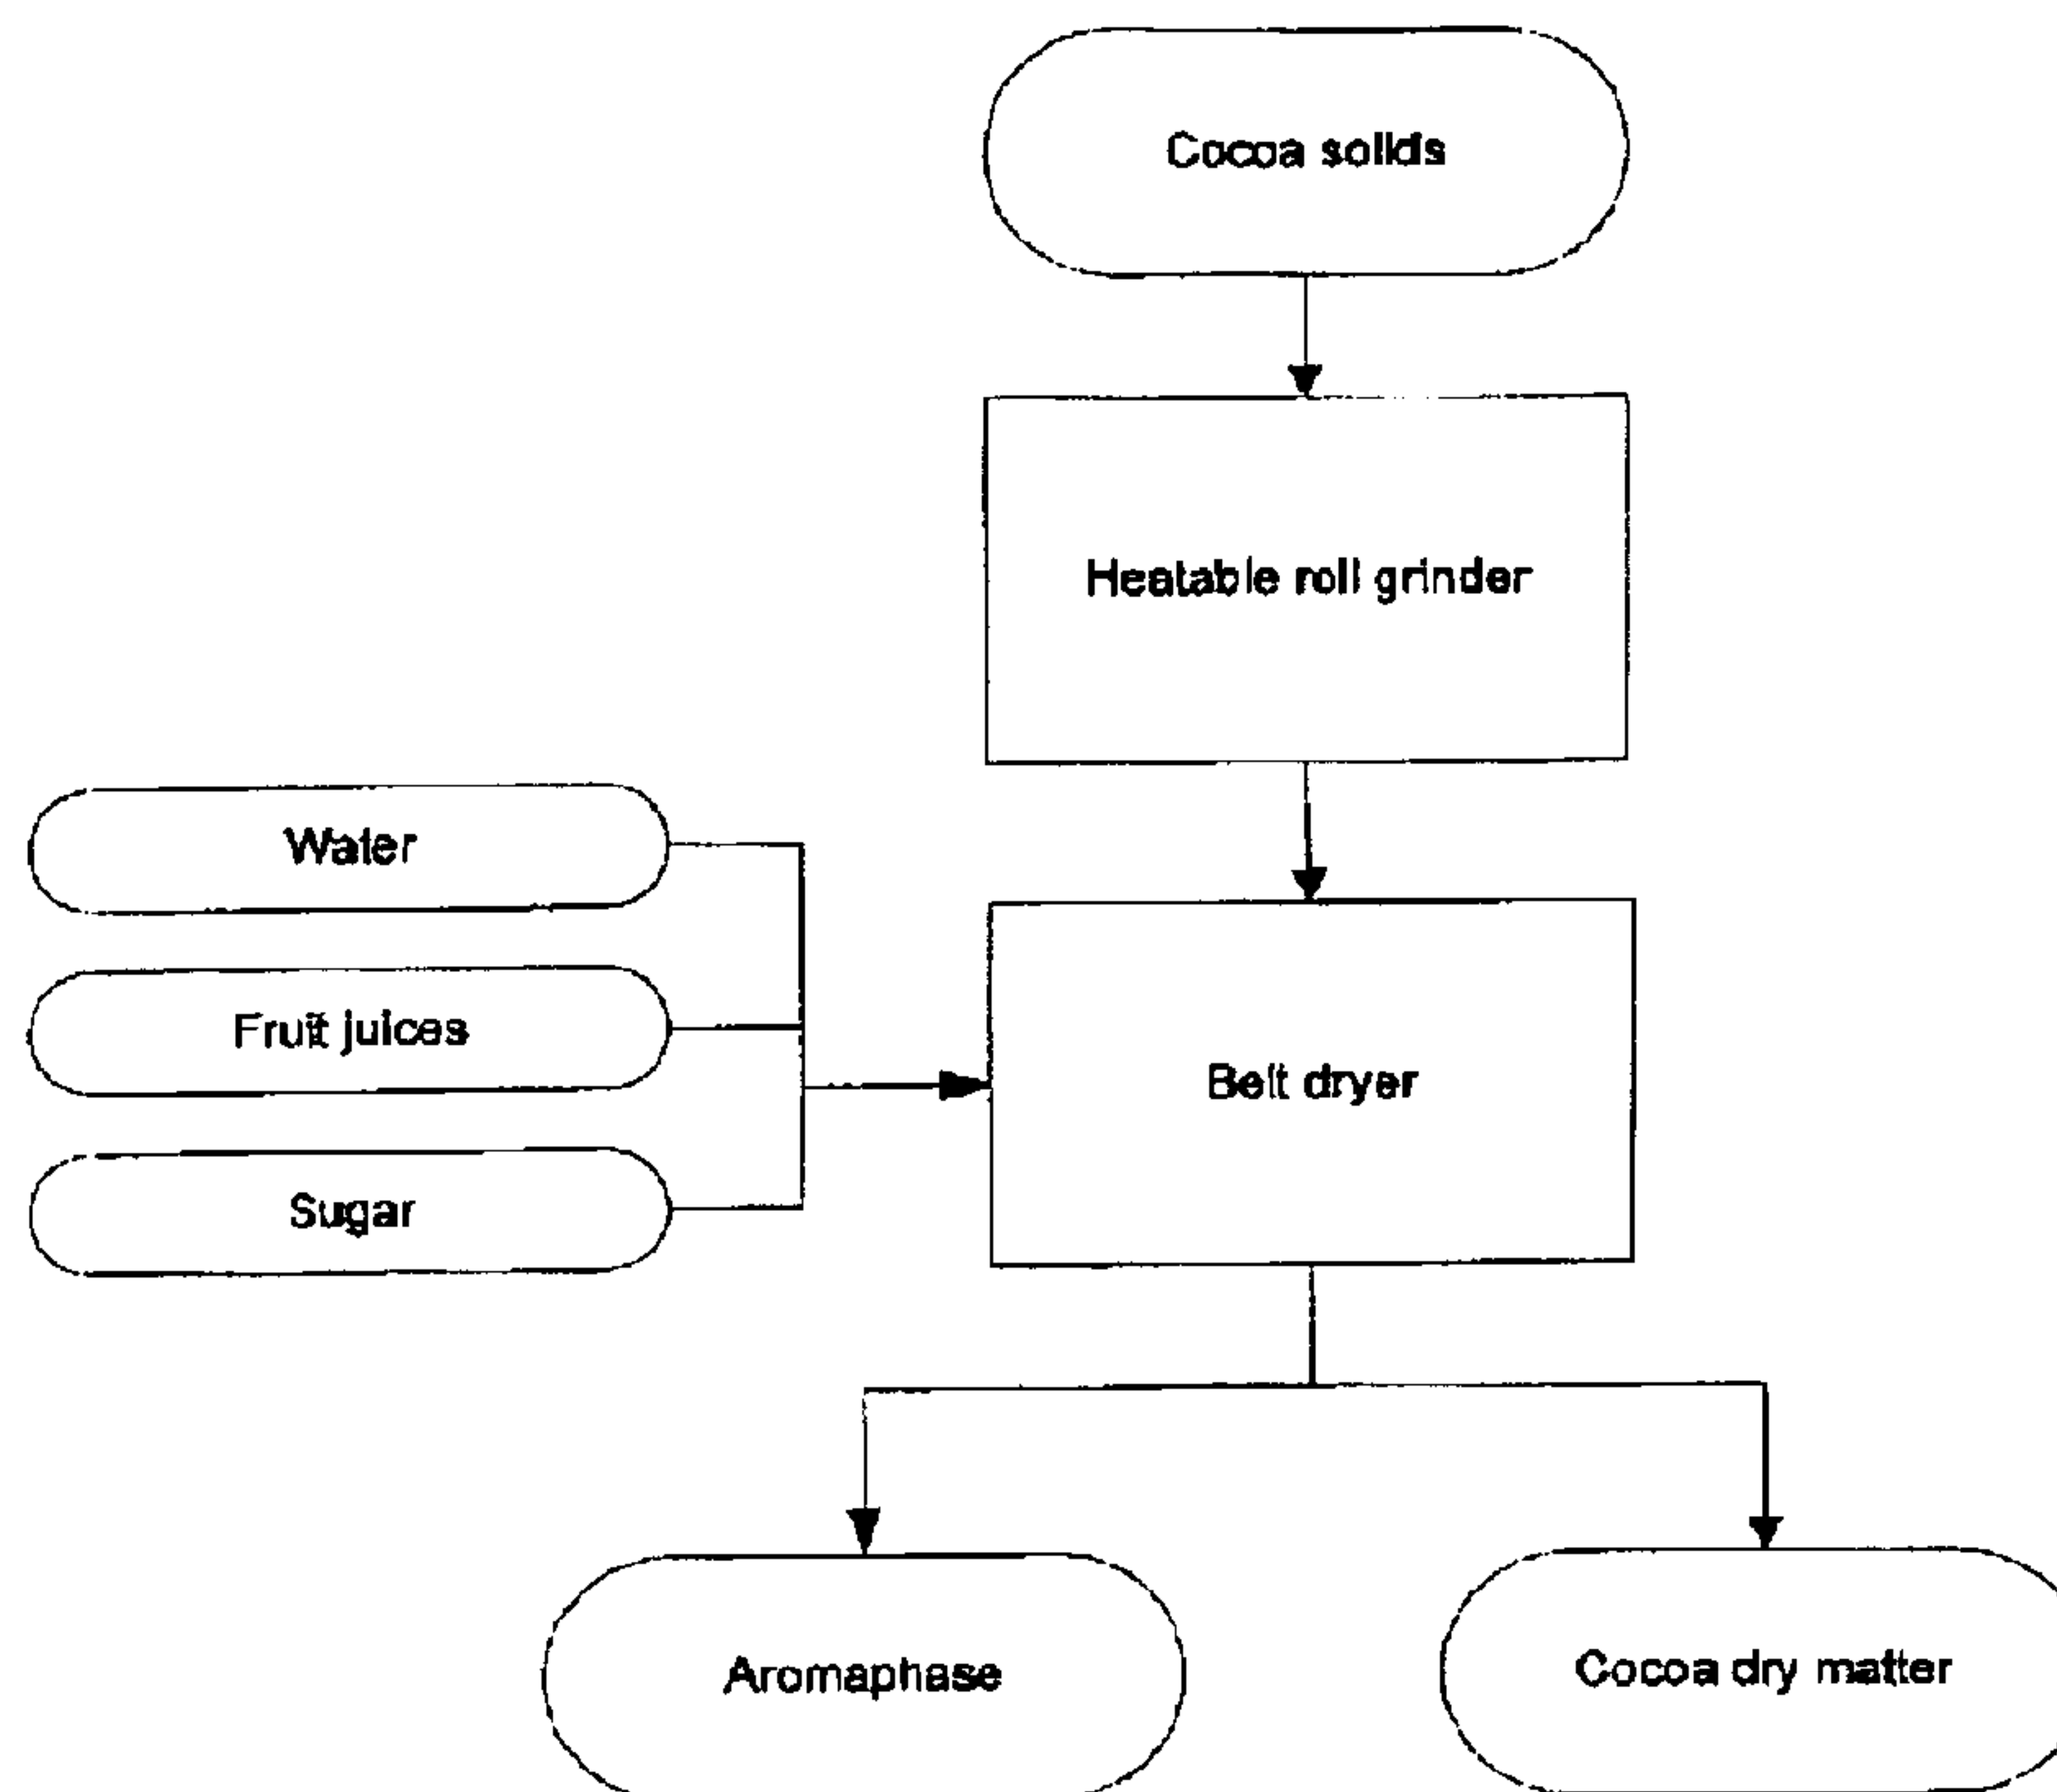 Cocoa solids
Heatable roll grinder
Water
Fruit juices
Sugar
Belt dryer
Aromaphase
Cocoa dry matter